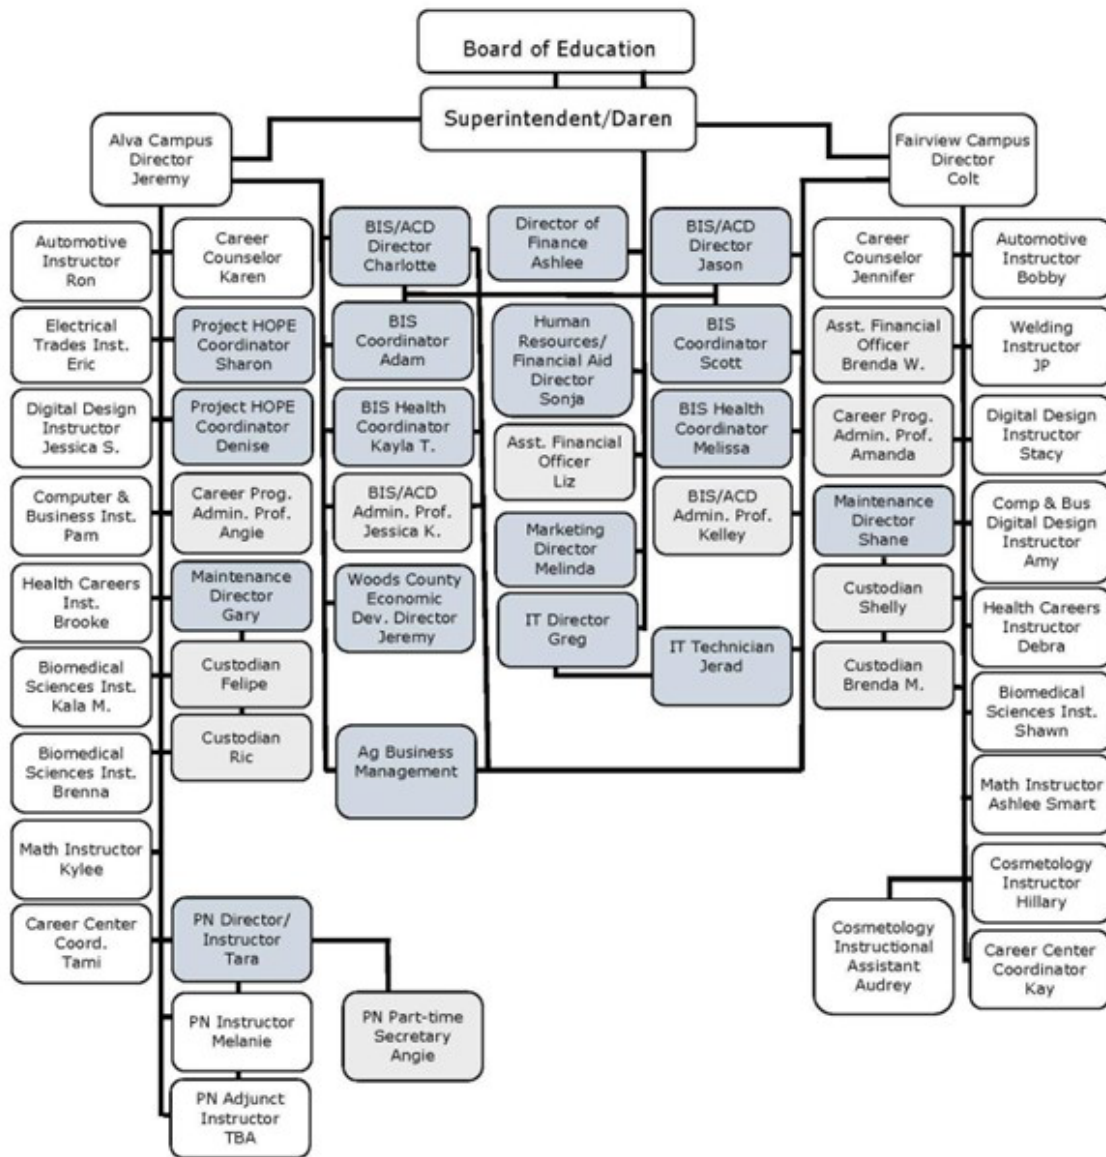 Board of Education
Superintendent/Daren
Alva Campus
Director
Jeremy
Fairview Campus
Director
Colt
Automotive
Instructor
Ron
Career
Counselor
Karen
BIS/ACD
Director
Charlotte
Director of
Finance
Ashlee
BIS/ACD
Director
Jason
Career
Counselor
Jennifer
Automotive
Instructor
Bobby
Electrical
Trades Inst.
Eric
Project HOPE
Coordinator
Sharon
BIS
Coordinator
Adam
Human
Resources/
Financial Aid
Director
Sonja
BIS
Coordinator
Scott
Asst. Financial
Officer
Brenda W.
Welding
Instructor
JP
Digital Design
Instructor
Jessica S.
Project HOPE
Coordinator
Denise
BIS Health
Coordinator
Kayla T.
Asst. Financial
Officer
Liz
BIS Health
Coordinator
Melissa
Career Prog.
Admin. Prof.
Amanda
Digital Design
Instructor
Stacy
Computer &
Business Inst.
Pam
Career Prog.
Admin. Prof.
Angie
BIS/ACD
Admin. Prof.
Jessica K.
Marketing
Director
Melinda
BIS/ACD
Admin. Prof.
Kelley
Maintenance
Director
Shane
Comp & Bus
Digital Design
Instructor
Amy
Health Careers
Inst.
Brooke
Maintenance
Director
Gary
Woods County
Economic
Dev. Director
Jeremy
IT Director
Greg
IT Technician
Jerad
Custodian
Shelly
Health Careers
Instructor
Debra
Biomedical
Sciences Inst.
Kala M.
Custodian
Felipe
Custodian
Brenda M.
Biomedical
Sciences Inst.
Shawn
Biomedical
Sciences Inst.
Brenna
Custodian
Ric
Ag Business
Management
Math Instructor
Ashlee Smart
Math Instructor
Kylee
Cosmetology
Instructor
Hillary
Career Center
Coord.
Tami
PN Director/
Instructor
Tara
Cosmetology
Instructional
Assistant
Audrey
Career Center
Coordinator
Kay
PN Instructor
Melanie
PN Part-time
Secretary
Angie
PN Adjunct
Instructor
TBA